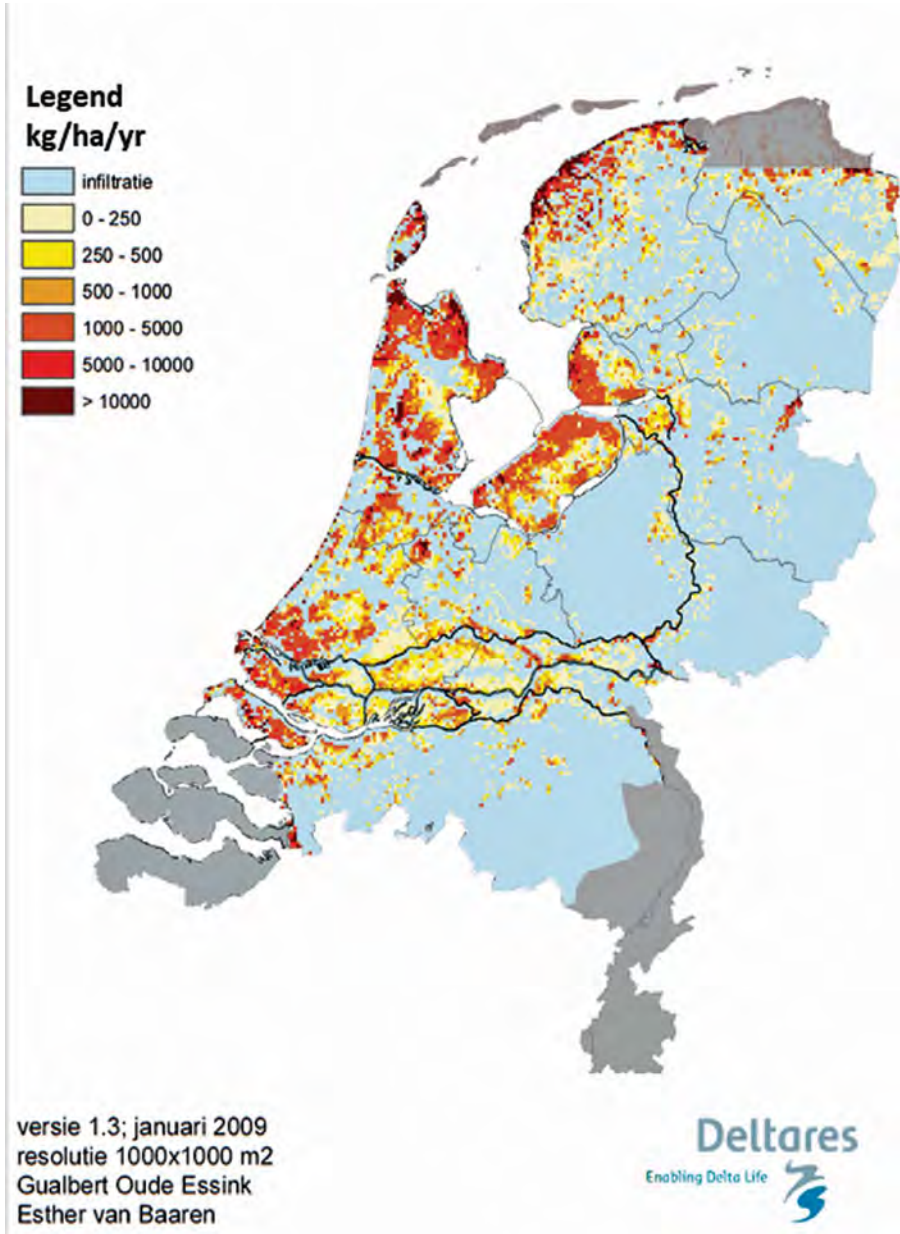 Legend
kg/ha/yr
infiltratie
0 - 250
250 - 500
500 - 1000
1000 - 5000
5000 - 10000
> 10000
versie 1.3; januari 2009
resolutie 1000x1000 m2
Gualbert Oude Essink
Esther van Baaren
Deltares
Enabling Delta Life